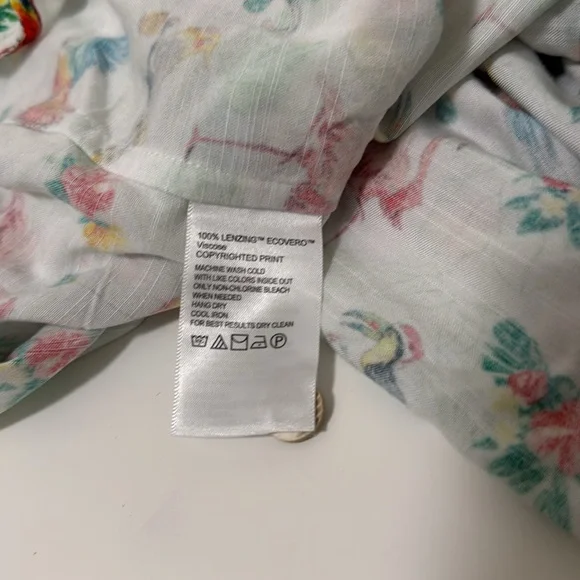 100% LENZING™ ECOVERO™
Viscose
COPYRIGHTED PRINT
MACHINE WASH COLD
WITH LIKE COLORS INSIDE OUT
ONLY NON-CHLORINE BLEACH
WHEN NEEDED
HANG DRY
COOL IRON
FOR BEST RESULTS DRY CLEAN